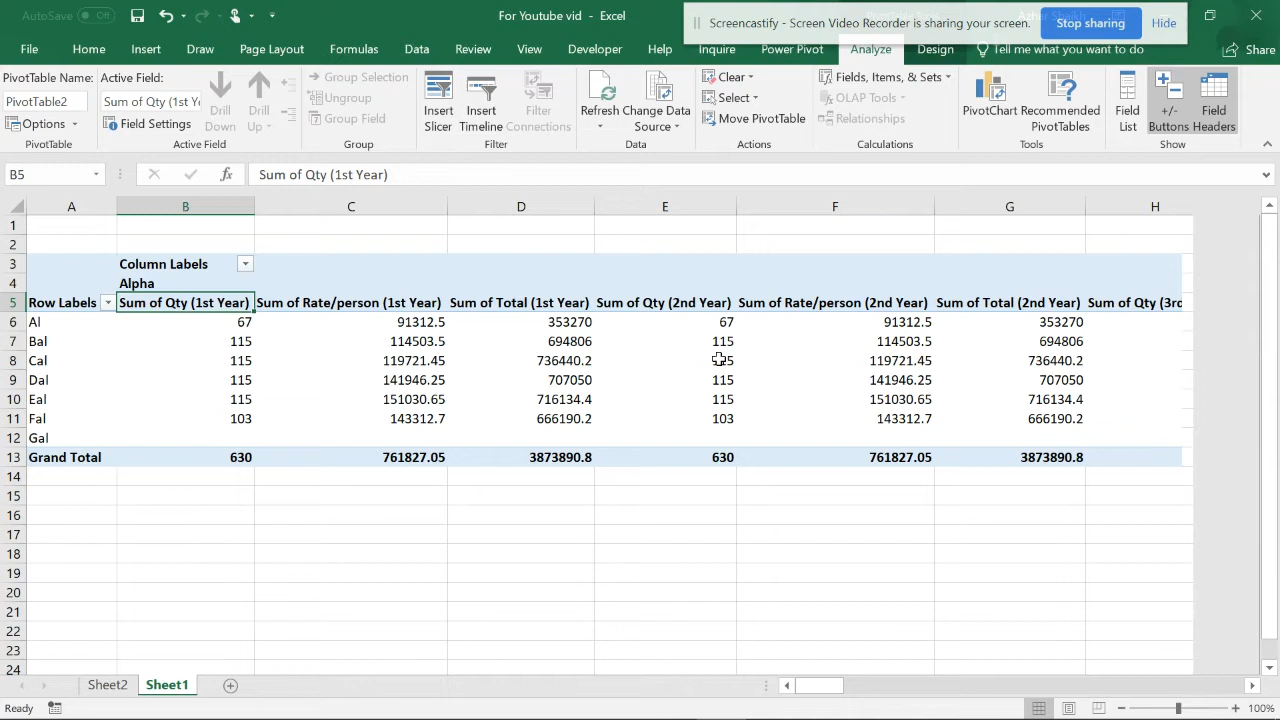 AutoSave Off
For Youtube vid - Excel
Screencastify - Screen Video Recorder is sharing your screen. Stop sharing Hide
File Home Insert Draw Page Layout Formulas Data Review View Developer Help Inquire Power Pivot Analyze Design Tell me what you want to do Share
PivotTable Name: Active Field:
PivotTable2 Sum of Qty (1st Y
Options Field Settings
Drill Down
Drill Up
Group Selection
Ungroup
Group Field
Insert Slicer
Insert Timeline
Filter Connections
Refresh
Change Data Source
Clear
Select
Move PivotTable
Fields, Items, & Sets
OLAP Tools
Relationships
PivotChart
Recommended PivotTables
Field List
+/- Buttons
Field Headers
PivotTable Active Field Group Filter Data Actions Calculations Tools Show
B5 fx Sum of Qty (1st Year)
A B C D E F G H
1
2
3 Column Labels
4 Alpha
5 Row Labels Sum of Qty (1st Year) Sum of Rate/person (1st Year) Sum of Total (1st Year) Sum of Qty (2nd Year) Sum of Rate/person (2nd Year) Sum of Total (2nd Year) Sum of Qty (3rd
6 Al 67 91312.5 353270 67 91312.5 353270
7 Bal 115 114503.5 694806 115 114503.5 694806
8 Cal 115 119721.45 736440.2 119721.45 736440.2
9 Dal 115 141946.25 707050 115 141946.25 707050
10 Eal 115 151030.65 716134.4 115 151030.65 716134.4
11 Fal 103 143312.7 666190.2 103 143312.7 666190.2
12 Gal
13 Grand Total 630 761827.05 3873890.8 630 761827.05 3873890.8
14
15
16
17
18
19
20
21
22
23
24
Sheet2 Sheet1
Ready 100%